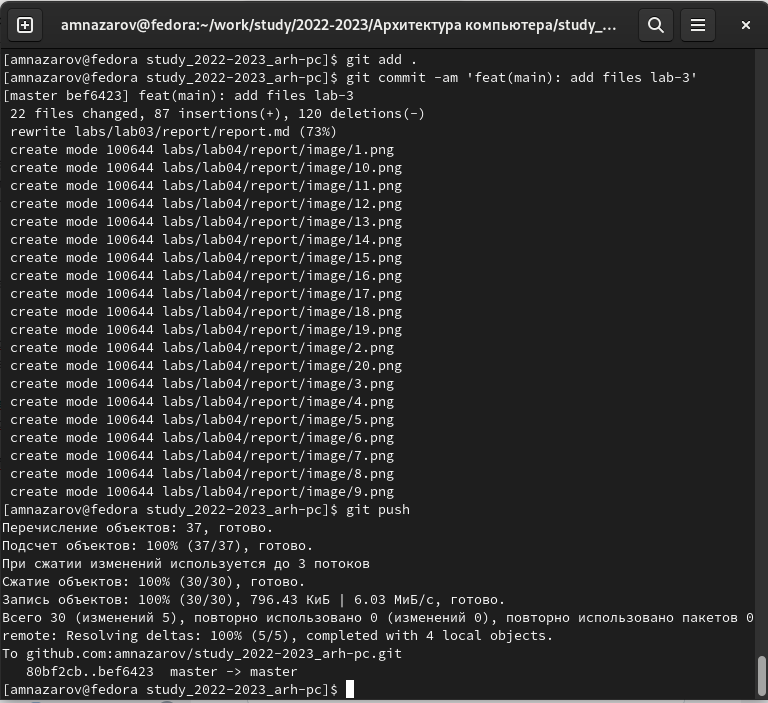 amnazarov@fedora:~/work/study/2022-2023/Архитектура компьютера/study_...
[amnazarov@fedora study_2022-2023_arh-pc]$ git add .
[amnazarov@fedora study_2022-2023_arh-pc]$ git commit -am 'feat(main): add files lab-3'
[master bef6423] feat(main): add files lab-3
 22 files changed, 87 insertions(+), 120 deletions(-)
 rewrite labs/lab03/report/report.md (73%)
 create mode 100644 labs/lab04/report/image/1.png
 create mode 100644 labs/lab04/report/image/10.png
 create mode 100644 labs/lab04/report/image/11.png
 create mode 100644 labs/lab04/report/image/12.png
 create mode 100644 labs/lab04/report/image/13.png
 create mode 100644 labs/lab04/report/image/14.png
 create mode 100644 labs/lab04/report/image/15.png
 create mode 100644 labs/lab04/report/image/16.png
 create mode 100644 labs/lab04/report/image/17.png
 create mode 100644 labs/lab04/report/image/18.png
 create mode 100644 labs/lab04/report/image/19.png
 create mode 100644 labs/lab04/report/image/2.png
 create mode 100644 labs/lab04/report/image/20.png
 create mode 100644 labs/lab04/report/image/3.png
 create mode 100644 labs/lab04/report/image/4.png
 create mode 100644 labs/lab04/report/image/5.png
 create mode 100644 labs/lab04/report/image/6.png
 create mode 100644 labs/lab04/report/image/7.png
 create mode 100644 labs/lab04/report/image/8.png
 create mode 100644 labs/lab04/report/image/9.png
[amnazarov@fedora study_2022-2023_arh-pc]$ git push
Перечисление объектов: 37, готово.
Подсчет объектов: 100% (37/37), готово.
При сжатии изменений используется до 3 потоков
Сжатие объектов: 100% (30/30), готово.
Запись объектов: 100% (30/30), 796.43 КиБ | 6.03 МиБ/с, готово.
Всего 30 (изменений 5), повторно использовано 0 (изменений 0), повторно использовано пакетов 0
remote: Resolving deltas: 100% (5/5), completed with 4 local objects.
To github.com:amnazarov/study_2022-2023_arh-pc.git
   80bf2cb..bef6423  master -> master
[amnazarov@fedora study_2022-2023_arh-pc]$